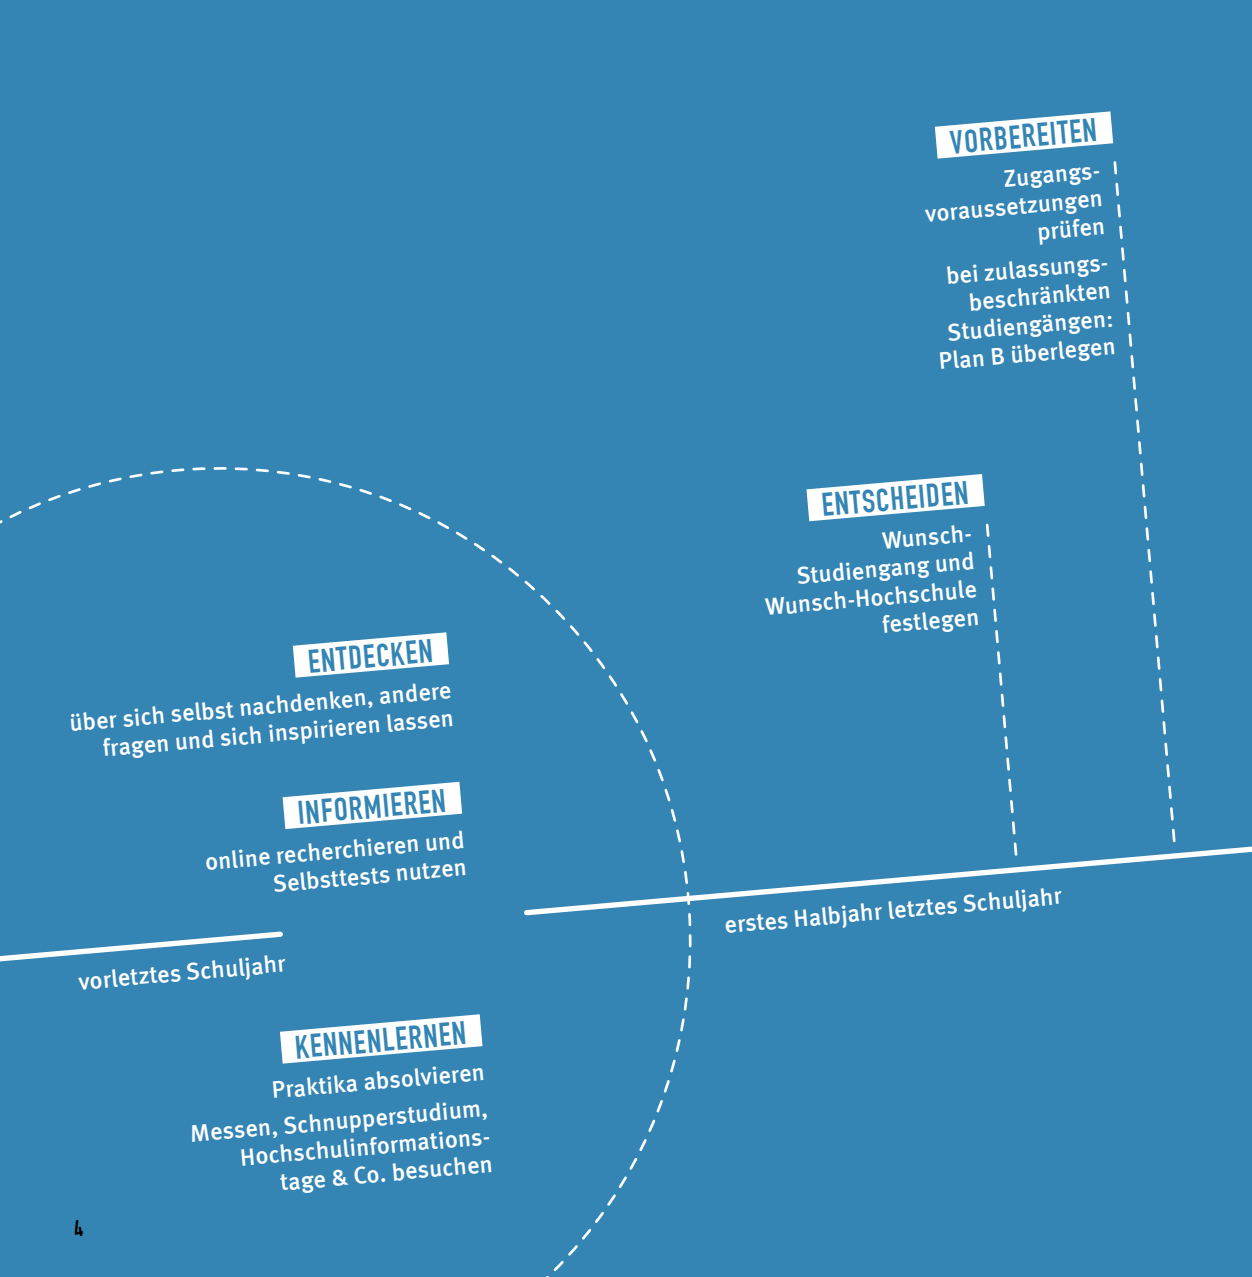 VORBEREITEN
Zugangs-
voraussetzungen
prüfen
bei zulassungs-
beschränkten
Studiengängen:
Plan B überlegen
ENTSCHEIDEN
Wunsch-
Studiengang und
Wunsch-Hochschule
festlegen
ENTDECKEN
über sich selbst nachdenken, andere
fragen und sich inspirieren lassen
INFORMIEREN
online recherchieren und
Selbsttests nutzen
erstes Halbjahr letztes Schuljahr
vorletztes Schuljahr
KENNENLERNEN
Praktika absolvieren
Messen, Schnupperstudium,
Hochschulinformations-
tage & Co. besuchen
4